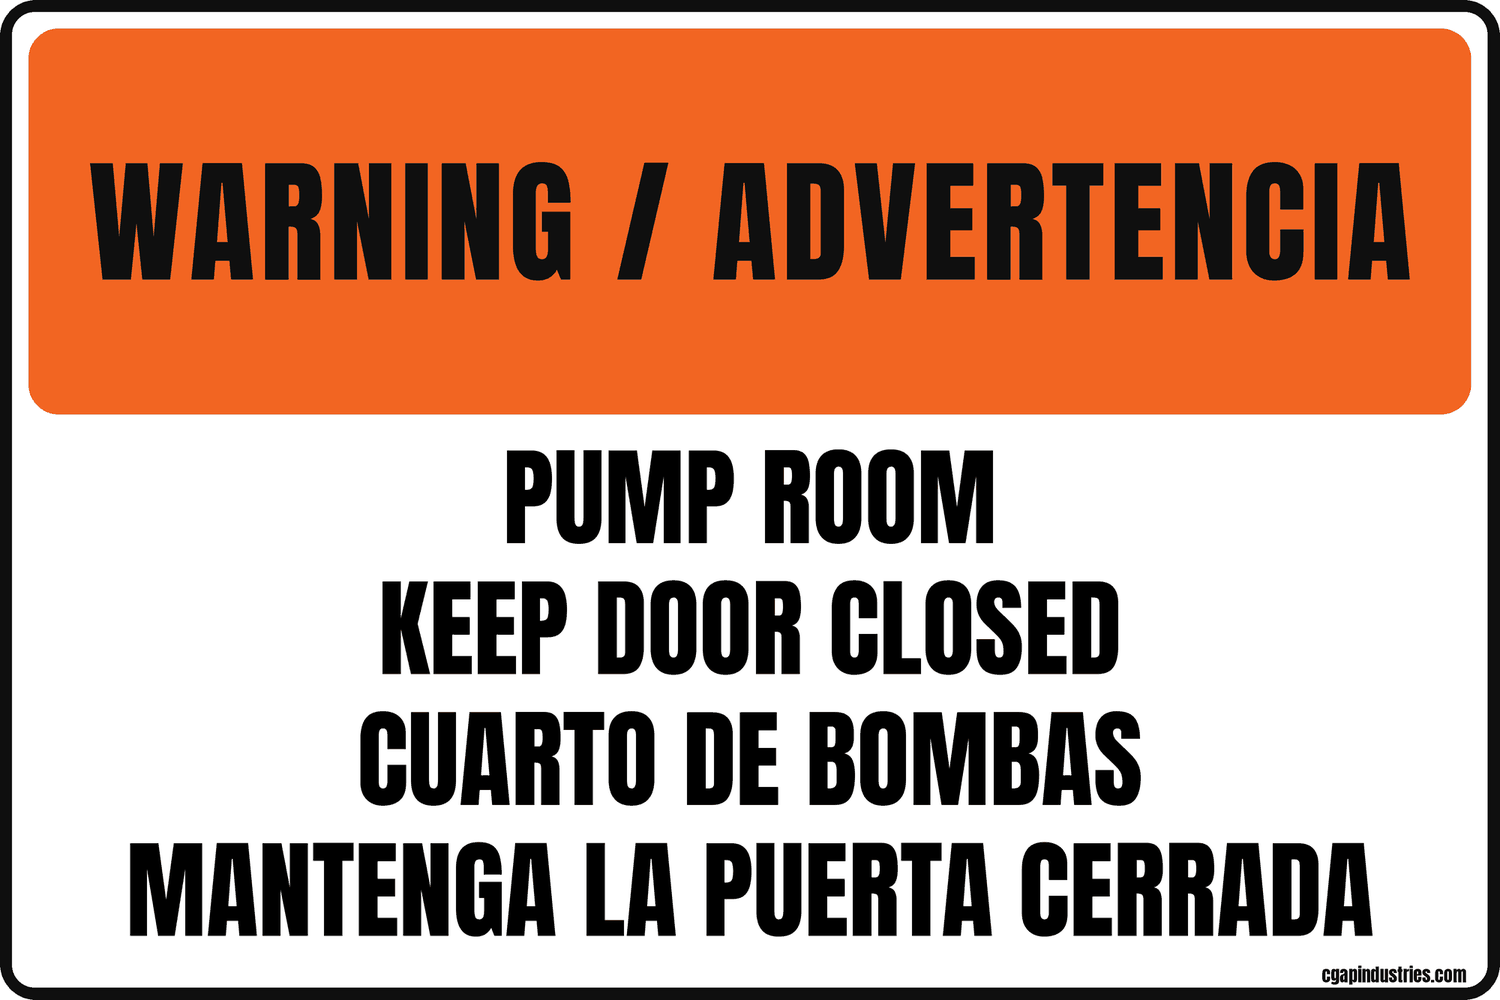 WARNING / ADVERTENCIA
PUMP ROOM
KEEP DOOR CLOSED
CUARTO DE BOMBAS
MANTENGA LA PUERTA CERRADA
cgapindustries.com